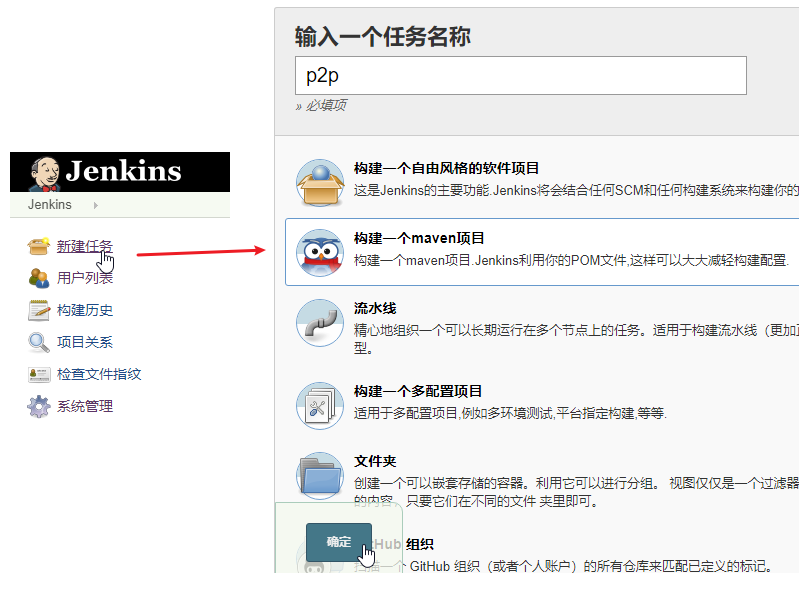 Jenkins
Jenkins
新建任务
用户列表
构建历史
项目关系
检查文件指纹
系统管理
输入一个任务名称
p2p
» 必填项
构建一个自由风格的软件项目
这是Jenkins的主要功能.Jenkins将会结合任何SCM和任何构建系统来构建你的
构建一个maven项目
构建一个maven项目.Jenkins利用你的POM文件,这样可以大大减轻构建配置.
流水线
精心地组织一个可以长期运行在多个节点上的任务。适用于构建流水线（更加正
型。
构建一个多配置项目
适用于多配置项目,例如多环境测试,平台指定构建,等等.
文件夹
创建一个可以嵌套存储的容器。利用它可以进行分组。 视图仅仅是一个过滤器
的内容，只要它们在不同的文件 夹里即可。
确定
GitHub 组织
扫描一个 GitHub 组织（或者个人账户）的所有仓库来匹配已定义的标记。